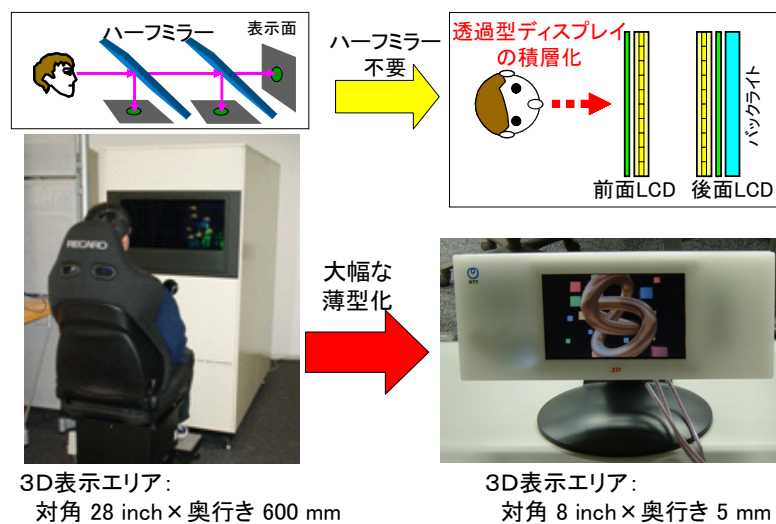 ハーフミラー
表示面
ハーフミラー
不要
透過型ディスプレイ
の積層化
バックライト
前面LCD
後面LCD
RECARO
大幅な
薄型化
NTT
3D
3D表示エリア:
対角 28 inch×奥行き 600 mm
3D表示エリア:
対角 8 inch×奥行き 5 mm